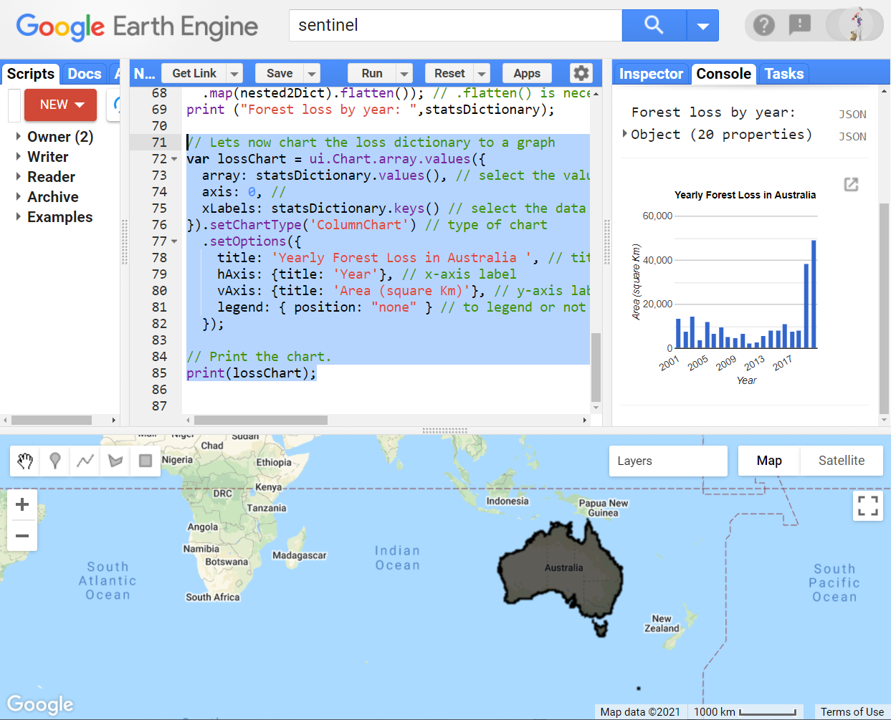 Google Earth Engine
sentinel
Scripts Docs A
NEW
Owner (2)
Writer
Reader
Archive
Examples
N... Get Link Save Run Reset Apps
68 .map(nested2Dict).flatten()); // .flatten() is nece
69 print ("Forest loss by year: ",statsDictionary);
70
71 // Lets now chart the loss dictionary to a graph
72 var lossChart = ui.Chart.array.values({
73 array: statsDictionary.values(), // select the valu
74 axis: 0, //
75 xLabels: statsDictionary.keys() // select the data
76 }).setChartType('ColumnChart') // type of chart
77 .setOptions({
78 title: 'Yearly Forest Loss in Australia ', // tit
79 hAxis: {title: 'Year'}, // x-axis label
80 vAxis: {title: 'Area (square Km)'}, // y-axis lab
81 legend: { position: "none" } // to legend or not
82 });
83
84 // Print the chart.
85 print(lossChart);
86
87
Inspector Console Tasks
Forest loss by year: JSON
Object (20 properties) JSON
Yearly Forest Loss in Australia
Area (square Km)
60,000
40,000
20,000
0
2001 2005 2009 2013 2017
Year
Layers
Map Satellite
Niger Sudan
Chad
Nigeria
Ethiopia
Kenya
DRC
Tanzania
Angola
Namibia
Botswana
Madagascar
South Africa
South
Atlantic
Ocean
Indian
Ocean
Indonesia
Papua New
Guinea
Australia
New
Zealand
South
Pacific
Ocean
Google
Map data ©2021 1000 km Terms of Use